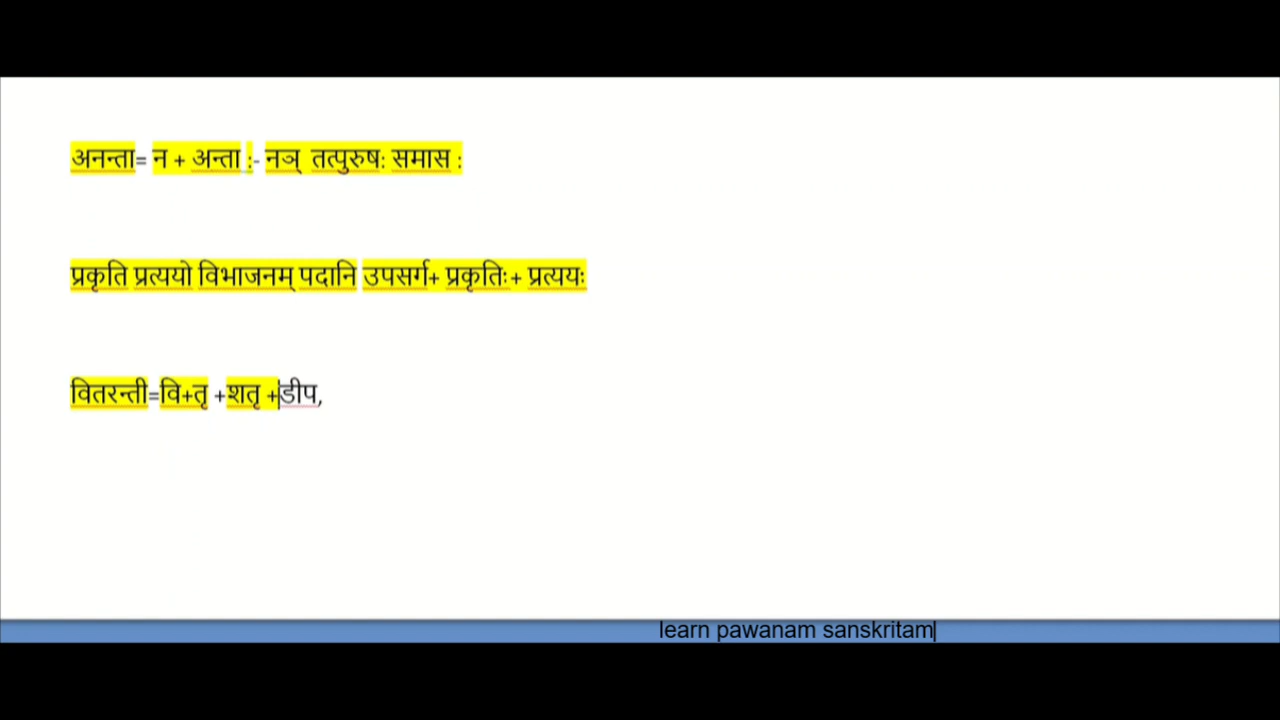 अनन्ता= न + अन्ता :- नञ् तत्पुरुष: समास :
प्रकृति प्रत्ययो विभाजनम् पदानि उपसर्ग+ प्रकृतिः+ प्रत्ययः
वितरन्ती=वि+तृ +शतृ +डीप,
learn pawanam sanskritam